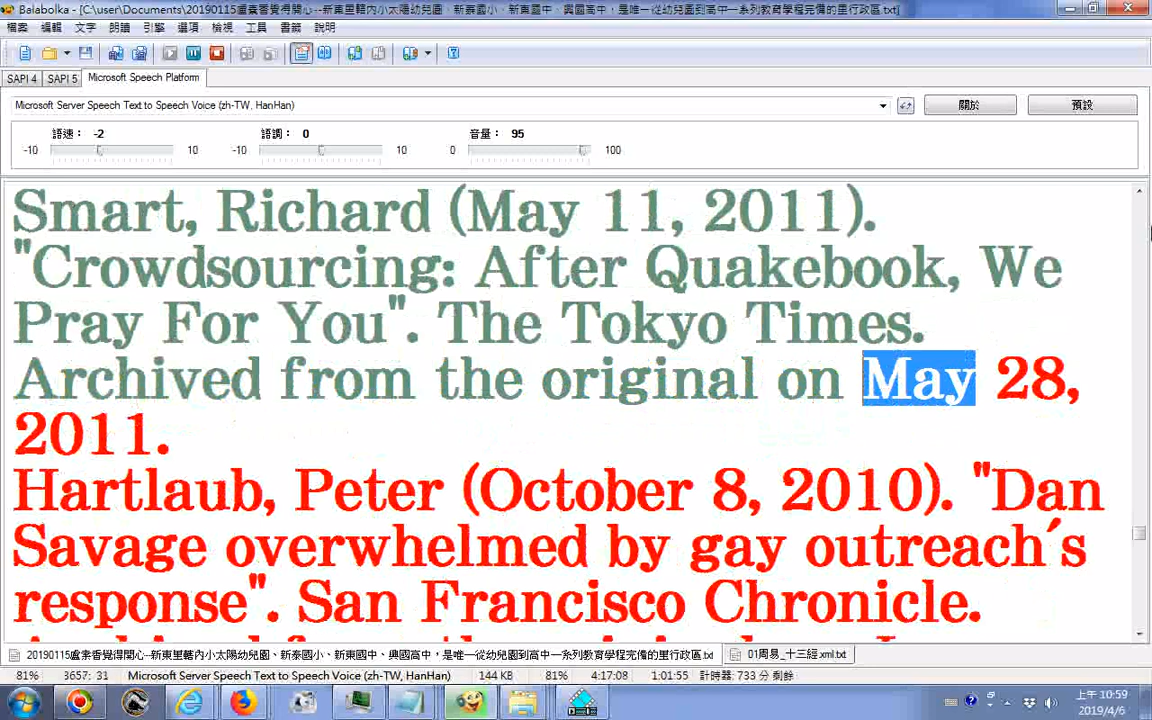 Balabolka - [C:\user\Documents\20190115盧素香覺得開心--新東里轄內小太陽幼兒園、新泰國小、新東國中、興國高中，是唯一從幼兒園到高中一系列教育學程完備的里行政區.txt]
檔案 編輯 文字 朗讀 引擎 選項 檢視 工具 書籤 說明
SAPI 4 SAPI 5 Microsoft Speech Platform
Microsoft Server Speech Text to Speech Voice (zh-TW, HanHan) 關於 預設
語速： -2 語調： 0 音量： 95
-10 10 -10 10 0 100
Smart, Richard (May 11, 2011).
"Crowdsourcing: After Quakebook, We
Pray For You". The Tokyo Times.
Archived from the original on May 28,
2011.
Hartlaub, Peter (October 8, 2010). "Dan
Savage overwhelmed by gay outreach´s
response". San Francisco Chronicle.
20190115盧素香覺得開心--新東里轄內小太陽幼兒園、新泰國小、新東國中、興國高中，是唯一從幼兒園到高中一系列教育學程完備的里行政區.txt 01周易_十三經.xml.txt
81% 3657: 31 Microsoft Server Speech Text to Speech Voice (zh-TW, HanHan) 144 KB 81% 4:17:08 1:01:55 計時器: 733 分 剩餘
上午 10:59
2019/4/6